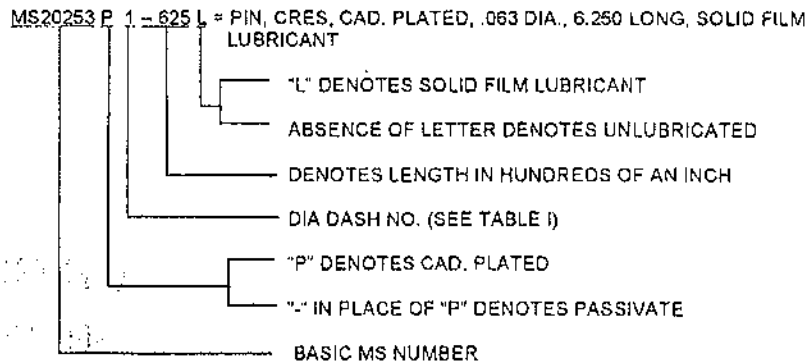 MS20253 P 1 - 625 L = PIN, CRES, CAD. PLATED, .063 DIA., 6.250 LONG, SOLID FILM
LUBRICANT
"L" DENOTES SOLID FILM LUBRICANT
ABSENCE OF LETTER DENOTES UNLUBRICATED
DENOTES LENGTH IN HUNDREDS OF AN INCH
DIA DASH NO. (SEE TABLE I)
"P" DENOTES CAD. PLATED
"-" IN PLACE OF "P" DENOTES PASSIVATE
BASIC MS NUMBER